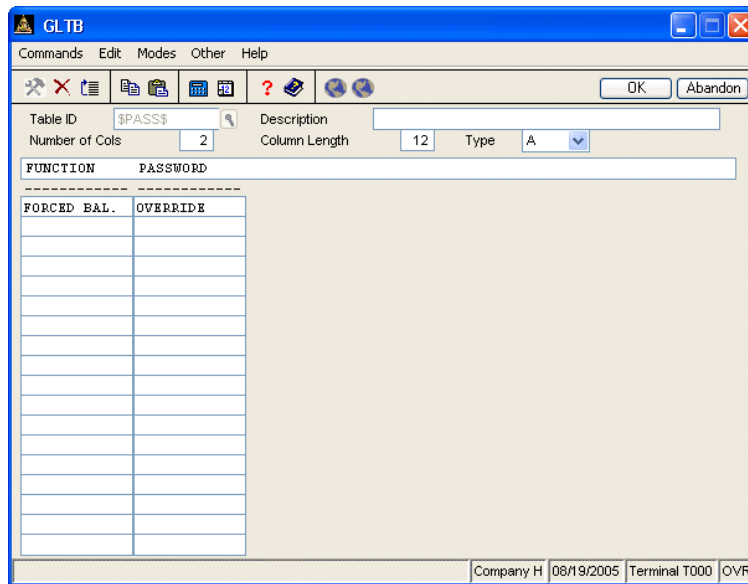 GLTB
Commands Edit Modes Other Help
OK Abandon
Table ID $PASS$ Description
Number of Cols 2 Column Length 12 Type A
FUNCTION PASSWORD
------------ ------------
FORCED BAL. OVERRIDE
Company H 08/19/2005 Terminal T000 OVR